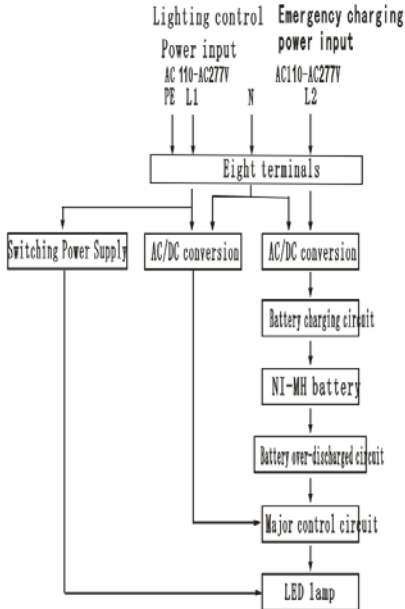 Lighting control
Power input
AC 110-AC277V
PE L1
N
Emergency charging
power input
AC110-AC277V
L2
Eight terminals
Switching Power Supply
AC/DC conversion
AC/DC conversion
Battery charging circuit
NI-MH battery
Battery over-discharged circuit
Major control circuit
LED lamp